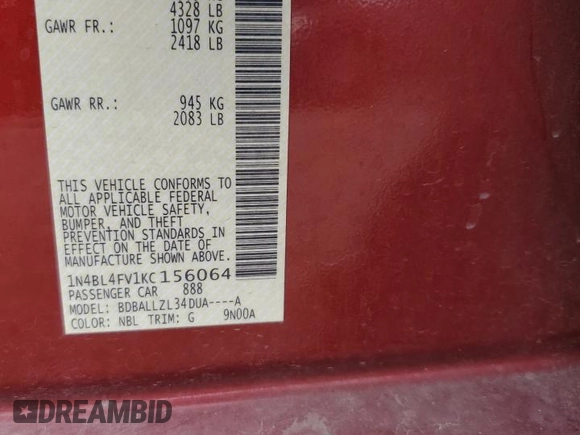 4328 LB
GAWR FR.: 1097 KG
2418 LB
GAWR RR.: 945 KG
2083 LB
THIS VEHICLE CONFORMS TO
ALL APPLICABLE FEDERAL
MOTOR VEHICLE SAFETY,
BUMPER, AND THEFT
PREVENTION STANDARDS
IN EFFECT ON THE DATE OF
MANUFACTURE SHOWN ABOVE.
1N4BL4FV1KC156064
PASSENGER CAR 888
MODEL: BDBALLZL34DUA----A
COLOR: NBL TRIM: G 9N00A
DREAMBID